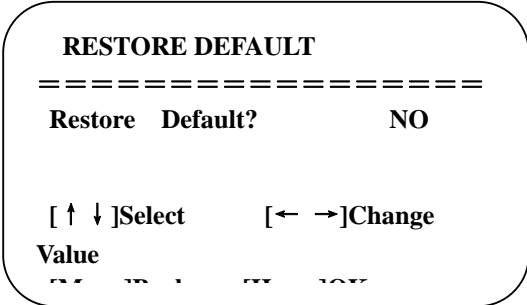 RESTORE DEFAULT
=================
Restore Default? NO
[ ↑ ↓ ]Select [← →]Change
Value